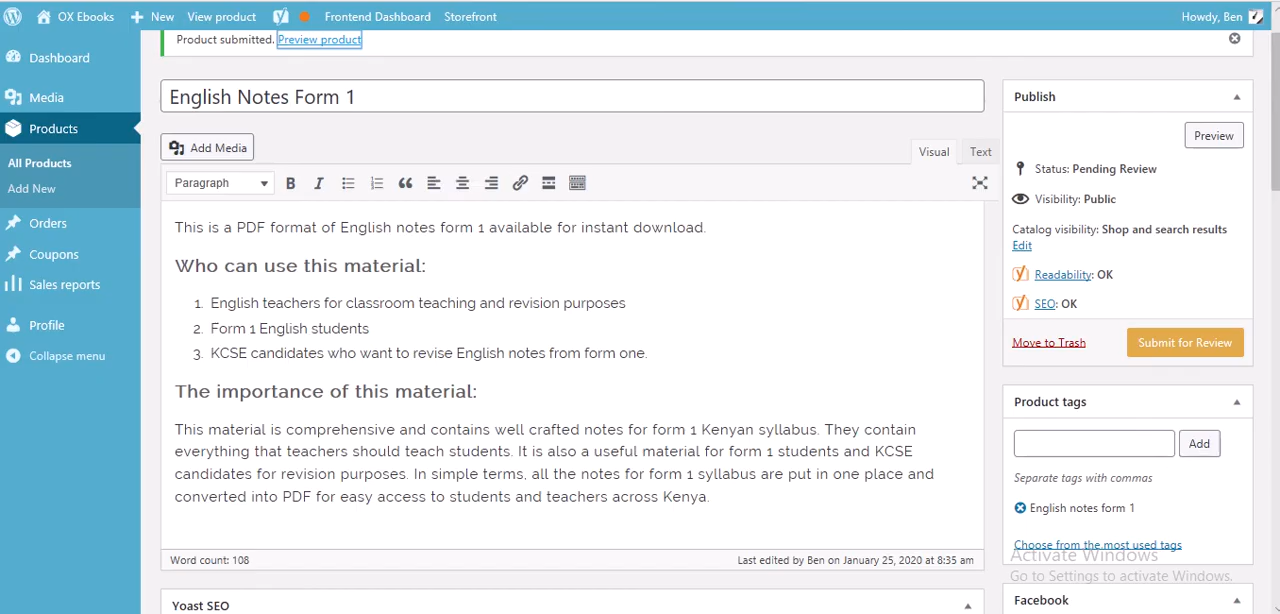 OX Ebooks New View product Frontend Dashboard Storefront Howdy, Ben
Dashboard
Media
Products
All Products
Add New
Orders
Coupons
Sales reports
Profile
Collapse menu
Product submitted. Preview product
English Notes Form 1
Add Media
Visual Text
Paragraph
This is a PDF format of English notes form 1 available for instant download.
Who can use this material:
1. English teachers for classroom teaching and revision purposes
2. Form 1 English students
3. KCSE candidates who want to revise English notes from form one.
The importance of this material:
This material is comprehensive and contains well crafted notes for form 1 Kenyan syllabus. They contain
everything that teachers should teach students. It is also a useful material for form 1 students and KCSE
candidates for revision purposes. In simple terms, all the notes for form 1 syllabus are put in one place and
converted into PDF for easy access to students and teachers across Kenya.
Word count: 108 Last edited by Ben on January 25, 2020 at 8:35 am
Yoast SEO
Publish
Preview
Status: Pending Review
Visibility: Public
Catalog visibility: Shop and search results
Edit
Readability: OK
SEO: OK
Move to Trash Submit for Review
Product tags
Add
Separate tags with commas
English notes form 1
Choose from the most used tags
Activate Windows
Go to Settings to activate Windows.
Facebook